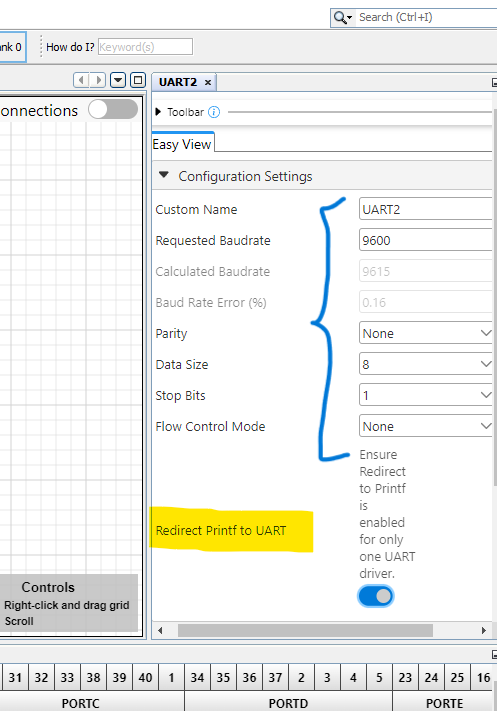 Search (Ctrl+I)
nk 0
How do I?
Keyword(s)
UART2
onnections
Toolbar
Easy View
Configuration Settings
Custom Name
UART2
Requested Baudrate
9600
Calculated Baudrate
9615
Baud Rate Error (%)
0.16
Parity
None
Data Size
8
Stop Bits
1
Flow Control Mode
None
Ensure
Redirect
to Printf
is
enabled
for only
one UART
driver.
Redirect Printf to UART
Controls
Right-click and drag grid
Scroll
31 32 33 38 39 40 1 34 35 36 37 2 3 4 5 23 24 25 16
PORTC PORTD PORTE